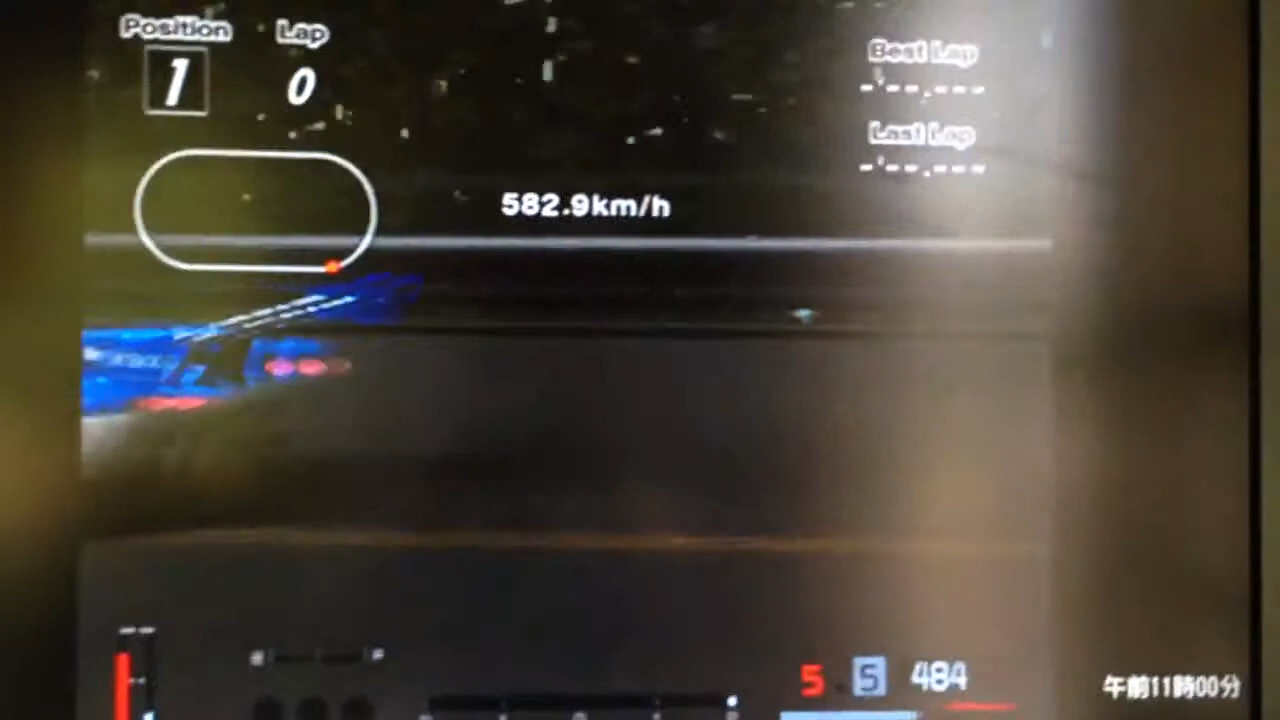 Position Lap
1 0
Best Lap
-'--.---
Last Lap
-'--.---
582.9km/h
5 5 484
午前11時00分